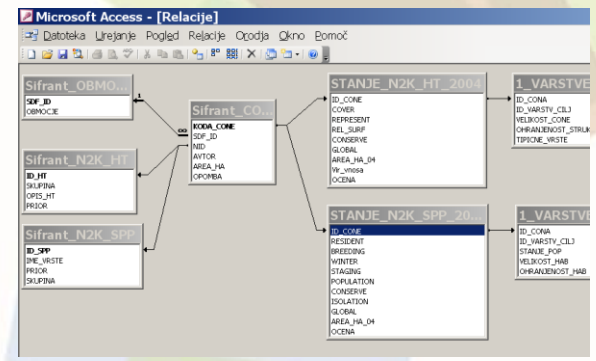 Microsoft Access - [Relacije]
Datoteka Urejanje Pogled Relacije Orodja Okno Pomoč
Sifrant_OBMO...
SDF_ID
OBMOCJE
1
∞
Sifrant_N2K_HT
ID_HT
SKUPINA
OPIS_HT
PRIOR
Sifrant_N2K_SPP
ID_SPP
IME_VRSTE
PRIOR
SKUPINA
Sifrant_CO...
KODA_CONE
SDF_ID
NID
AVTOR
AREA_HA
OPOMBA
STANJE_N2K_HT_2004
ID_CONE
COVER
REPRESENT
REL_SURF
CONSERVE
GLOBAL
AREA_HA_04
Vir_vnosa
OCENA
STANJE_N2K_SPP_20...
ID_CONE
RESIDENT
BREEDING
WINTER
STAGING
POPULATION
CONSERVE
ISOLATION
GLOBAL
AREA_HA_04
OCENA
1_VARSTVE
ID_CONA
ID_VARSTV_CILJ
VELIKOST_CONE
OHRANJENOST_STRUK
TIPICNE_VRSTE
1_VARSTVE
ID_CONA
ID_VARSTV_CILJ
STANJE_POP
VELIKOST_HAB
OHRANJENOST_HAB